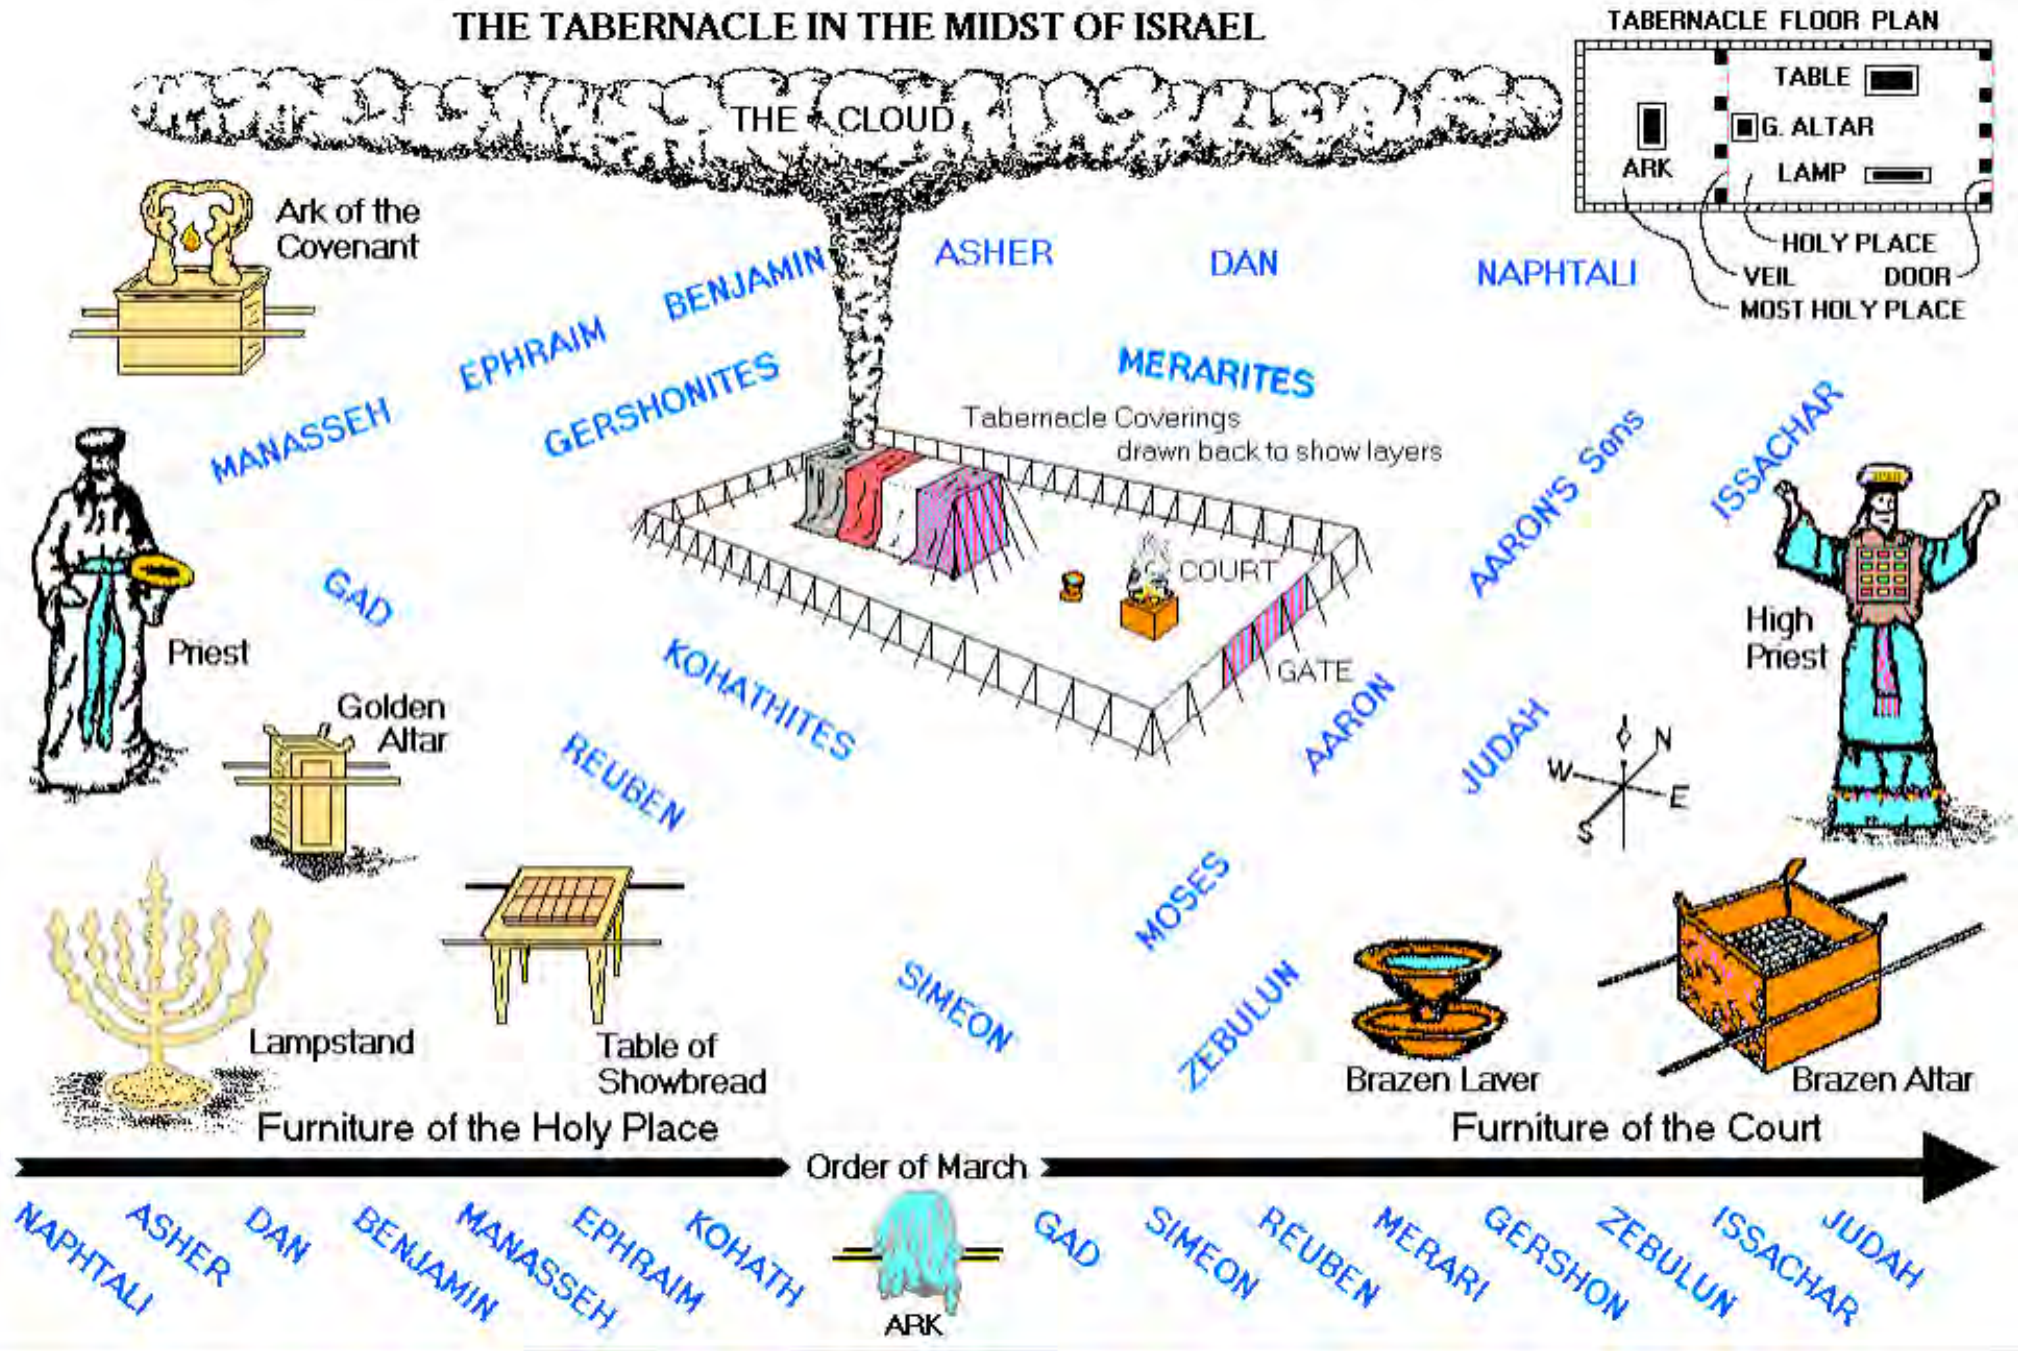 THE TABERNACLE IN THE MIDST OF ISRAEL
TABERNACLE FLOOR PLAN
TABLE
G. ALTAR
ARK
LAMP
HOLY PLACE
VEIL
DOOR
MOST HOLY PLACE
THE CLOUD
Ark of the
Covenant
BENJAMIN
ASHER
DAN
NAPHTALI
EPHRAIM
MANASSEH
GERSHONITES
MERARITES
Tabernacle Coverings
drawn back to show layers
AARON'S Sons
ISSACHAR
GAD
COURT
GATE
Priest
High
Priest
KOHATHITES
REUBEN
AARON
JUDAH
N
W
E
S
Golden
Altar
MOSES
SIMEON
ZEBULUN
Lampstand
Table of
Showbread
Brazen Laver
Brazen Altar
Furniture of the Holy Place
Furniture of the Court
Order of March
NAPHTALI
ASHER
DAN
BENJAMIN
MANASSEH
EPHRAIM
KOHATH
ARK
GAD
SIMEON
REUBEN
MERARI
GERSHON
ZEBULUN
ISSACHAR
JUDAH